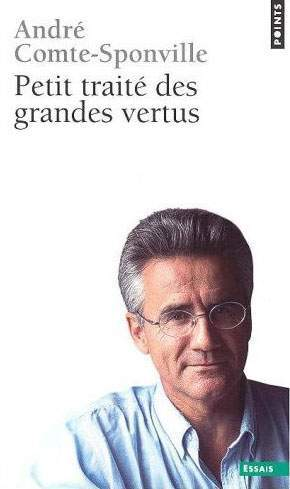 André
Comte-Sponville
Petit traité des
grandes vertus
POINTS
ESSAIS